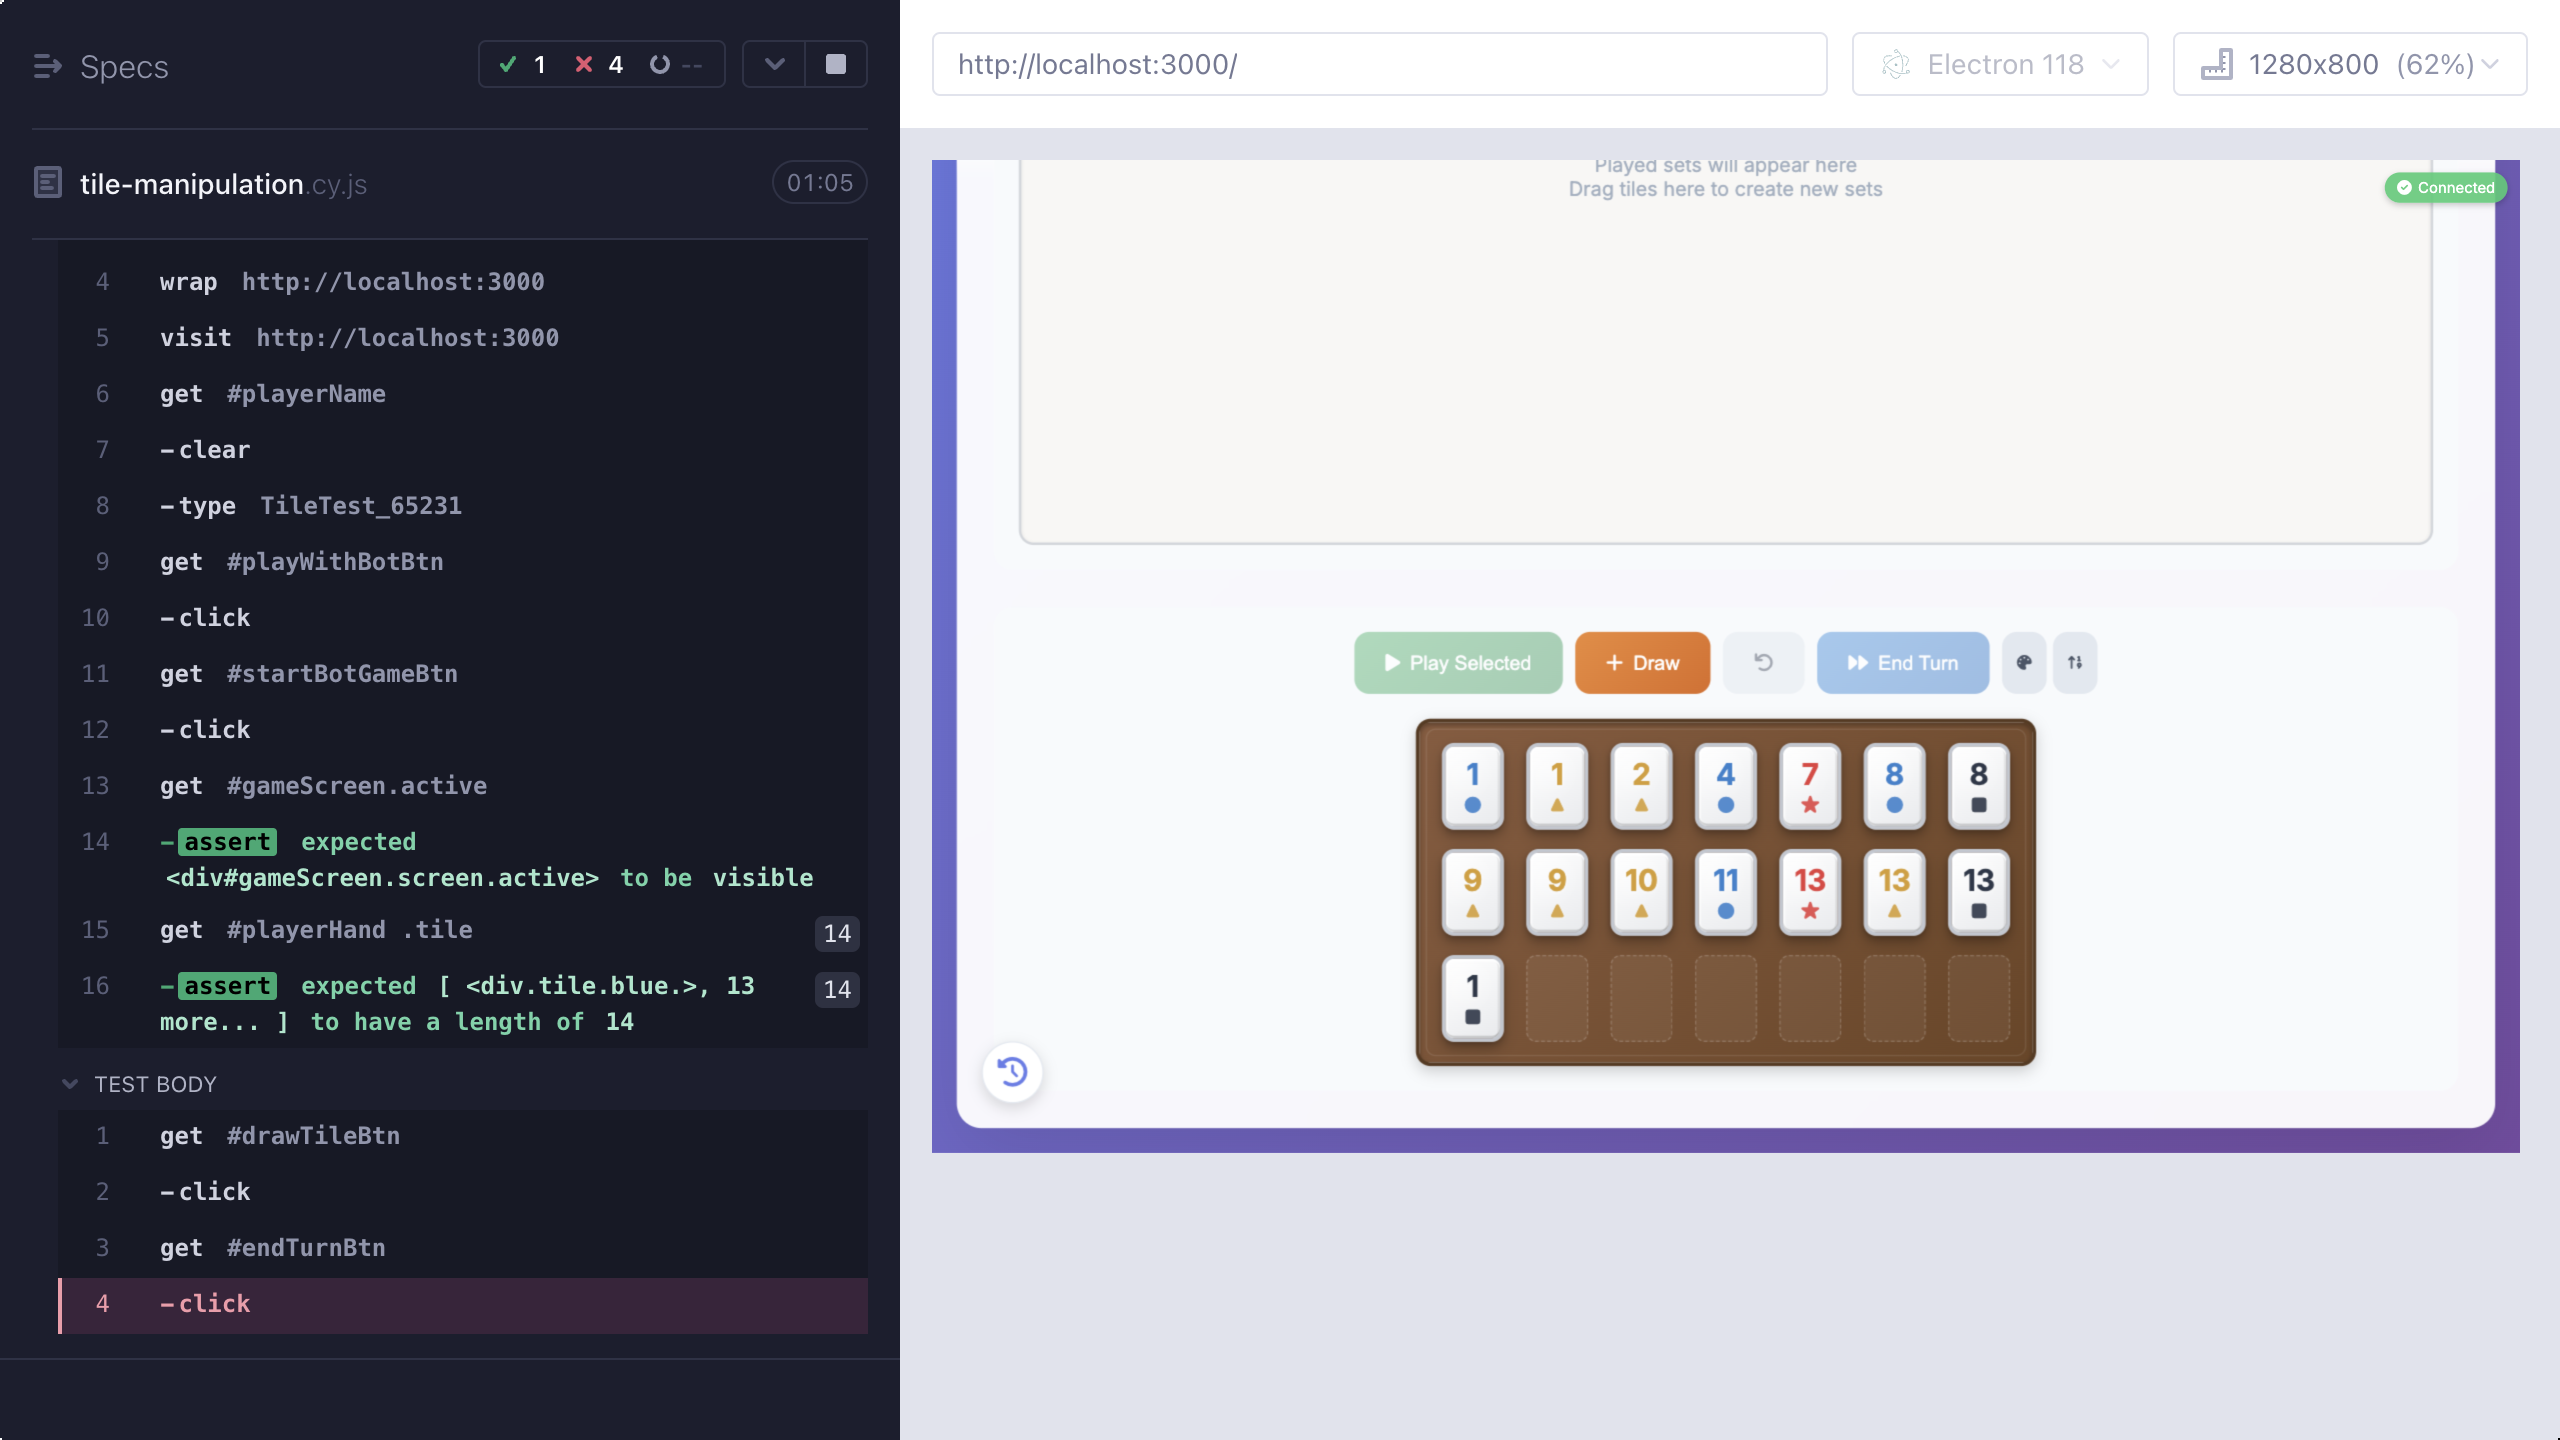 Specs
1 4 --
tile-manipulation.cy.js 01:05
4 wrap http://localhost:3000
5 visit http://localhost:3000
6 get #playerName
7 -clear
8 -type TileTest_65231
9 get #playWithBotBtn
10 -click
11 get #startBotGameBtn
12 -click
13 get #gameScreen.active
14 -assert expected
<div#gameScreen.screen.active> to be visible
15 get #playerHand .tile 14
16 -assert expected [ <div.tile.blue.>, 13 14
more... ] to have a length of 14
TEST BODY
1 get #drawTileBtn
2 -click
3 get #endTurnBtn
4 -click
http://localhost:3000/
Electron 118
1280x800 (62%)
Played sets will appear here
Drag tiles here to create new sets
Connected
Play Selected
Draw
End Turn
1 1 2 4 7 8 8
9 9 10 11 13 13 13
1